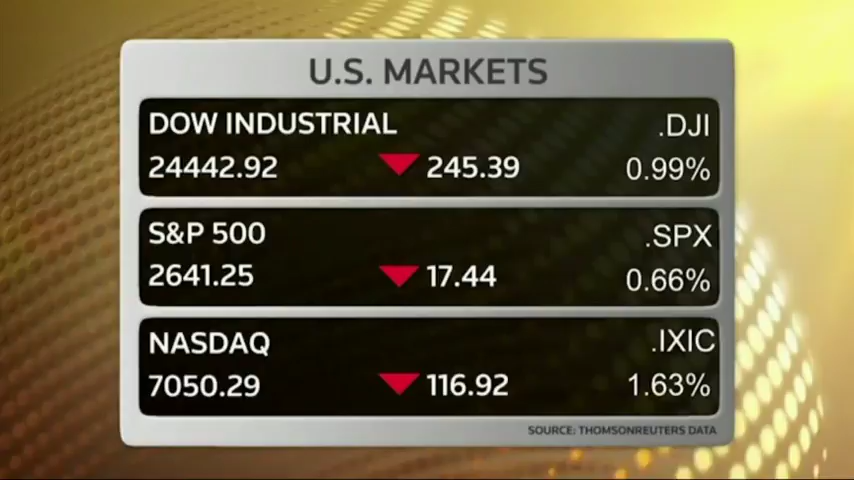 U.S. MARKETS
DOW INDUSTRIAL .DJI
24442.92 245.39 0.99%
S&P 500 .SPX
2641.25 17.44 0.66%
NASDAQ .IXIC
7050.29 116.92 1.63%
SOURCE: THOMSONREUTERS DATA